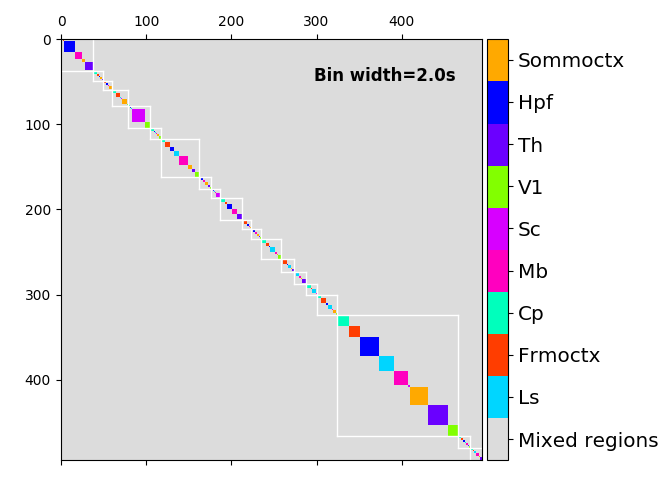 0 100 200 300 400
0
100
200
300
400
Bin width=2.0s
Sommoctx
Hpf
Th
V1
Sc
Mb
Cp
Frmoctx
Ls
Mixed regions